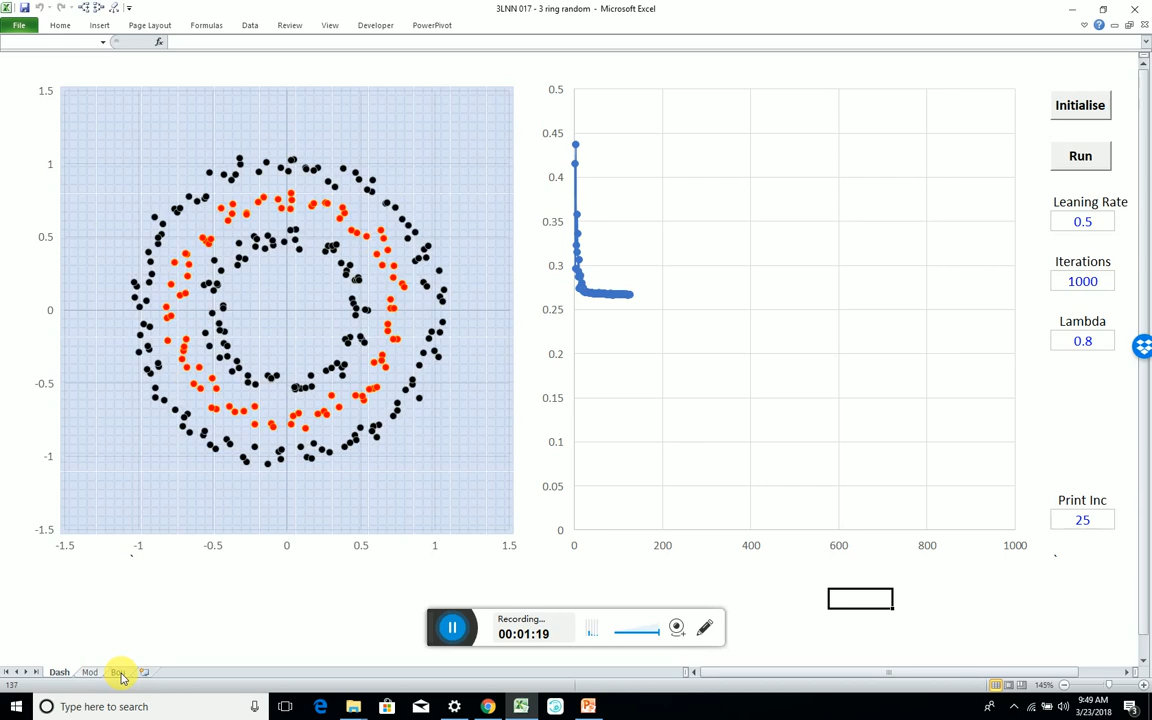 3LNN 017 - 3 ring random - Microsoft Excel
File Home Insert Page Layout Formulas Data Review View Developer PowerPivot
fx
1.5
1
0.5
0
-0.5
-1
-1.5
-1.5 -1 -0.5 0 0.5 1 1.5
0.5
0.45
0.4
0.35
0.3
0.25
0.2
0.15
0.1
0.05
0
0 200 400 600 800 1000
Initialise
Run
Leaning Rate
0.5
Iterations
1000
Lambda
0.8
Print Inc
25
Recording...
00:01:19
Dash Mod
137
145%
Type here to search
9:49 AM
3/23/2018
3